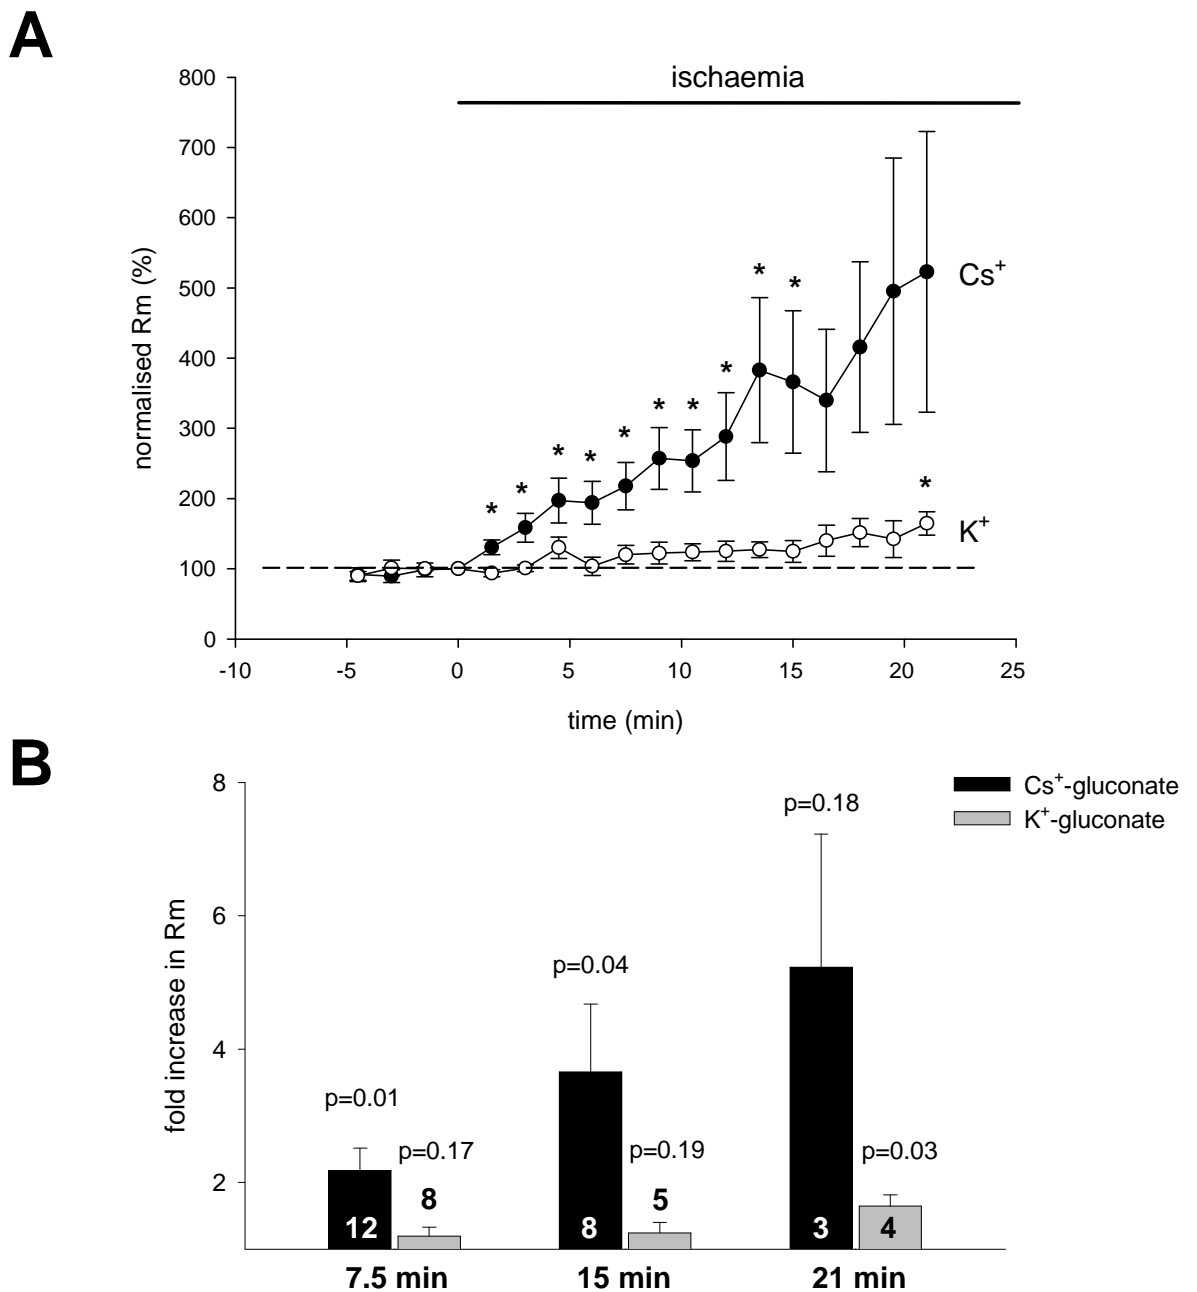 A
ischaemia
800
700
600
500
400
300
200
100
0
normalised Rm (%)
* * * * * * * * * *
Cs⁺
*
K⁺
-10 -5 0 5 10 15 20 25
time (min)
B
Cs⁺-gluconate
K⁺-gluconate
8
6
4
2
fold increase in Rm
p=0.18
p=0.04
p=0.01
p=0.17 p=0.19 p=0.03
8 5
12 8 3 4
7.5 min 15 min 21 min